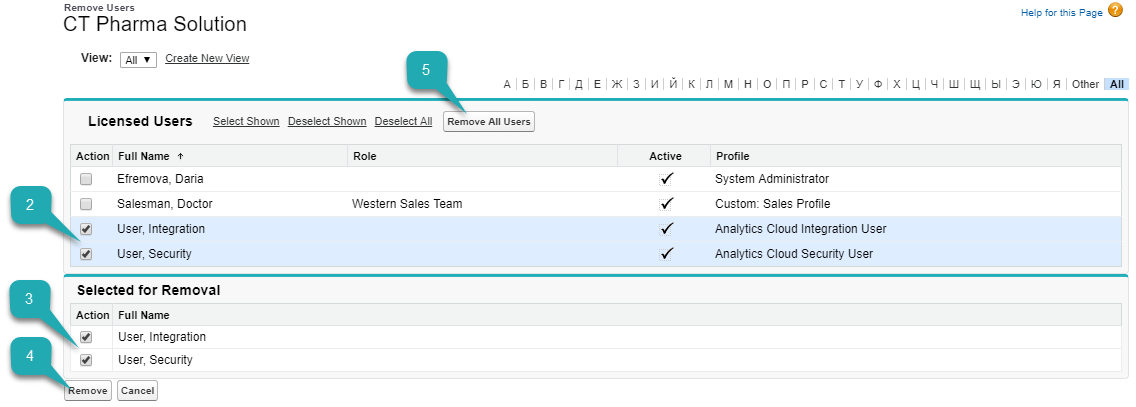 Remove Users
CT Pharma Solution
Help for this Page ?
View: All ▼ Create New View
5
А Б В Г Д Е Ж З И Й К Л М Н О П Р С Т У Ф Х Ц Ч Ш Щ Ы Э Ю Я Other All
Licensed Users Select Shown Deselect Shown Deselect All Remove All Users
Action Full Name ↑ Role Active Profile
Efremova, Daria System Administrator
Salesman, Doctor Western Sales Team Custom: Sales Profile
2
User, Integration Analytics Cloud Integration User
User, Security Analytics Cloud Security User
Selected for Removal
3
Action Full Name
User, Integration
4
User, Security
Remove Cancel